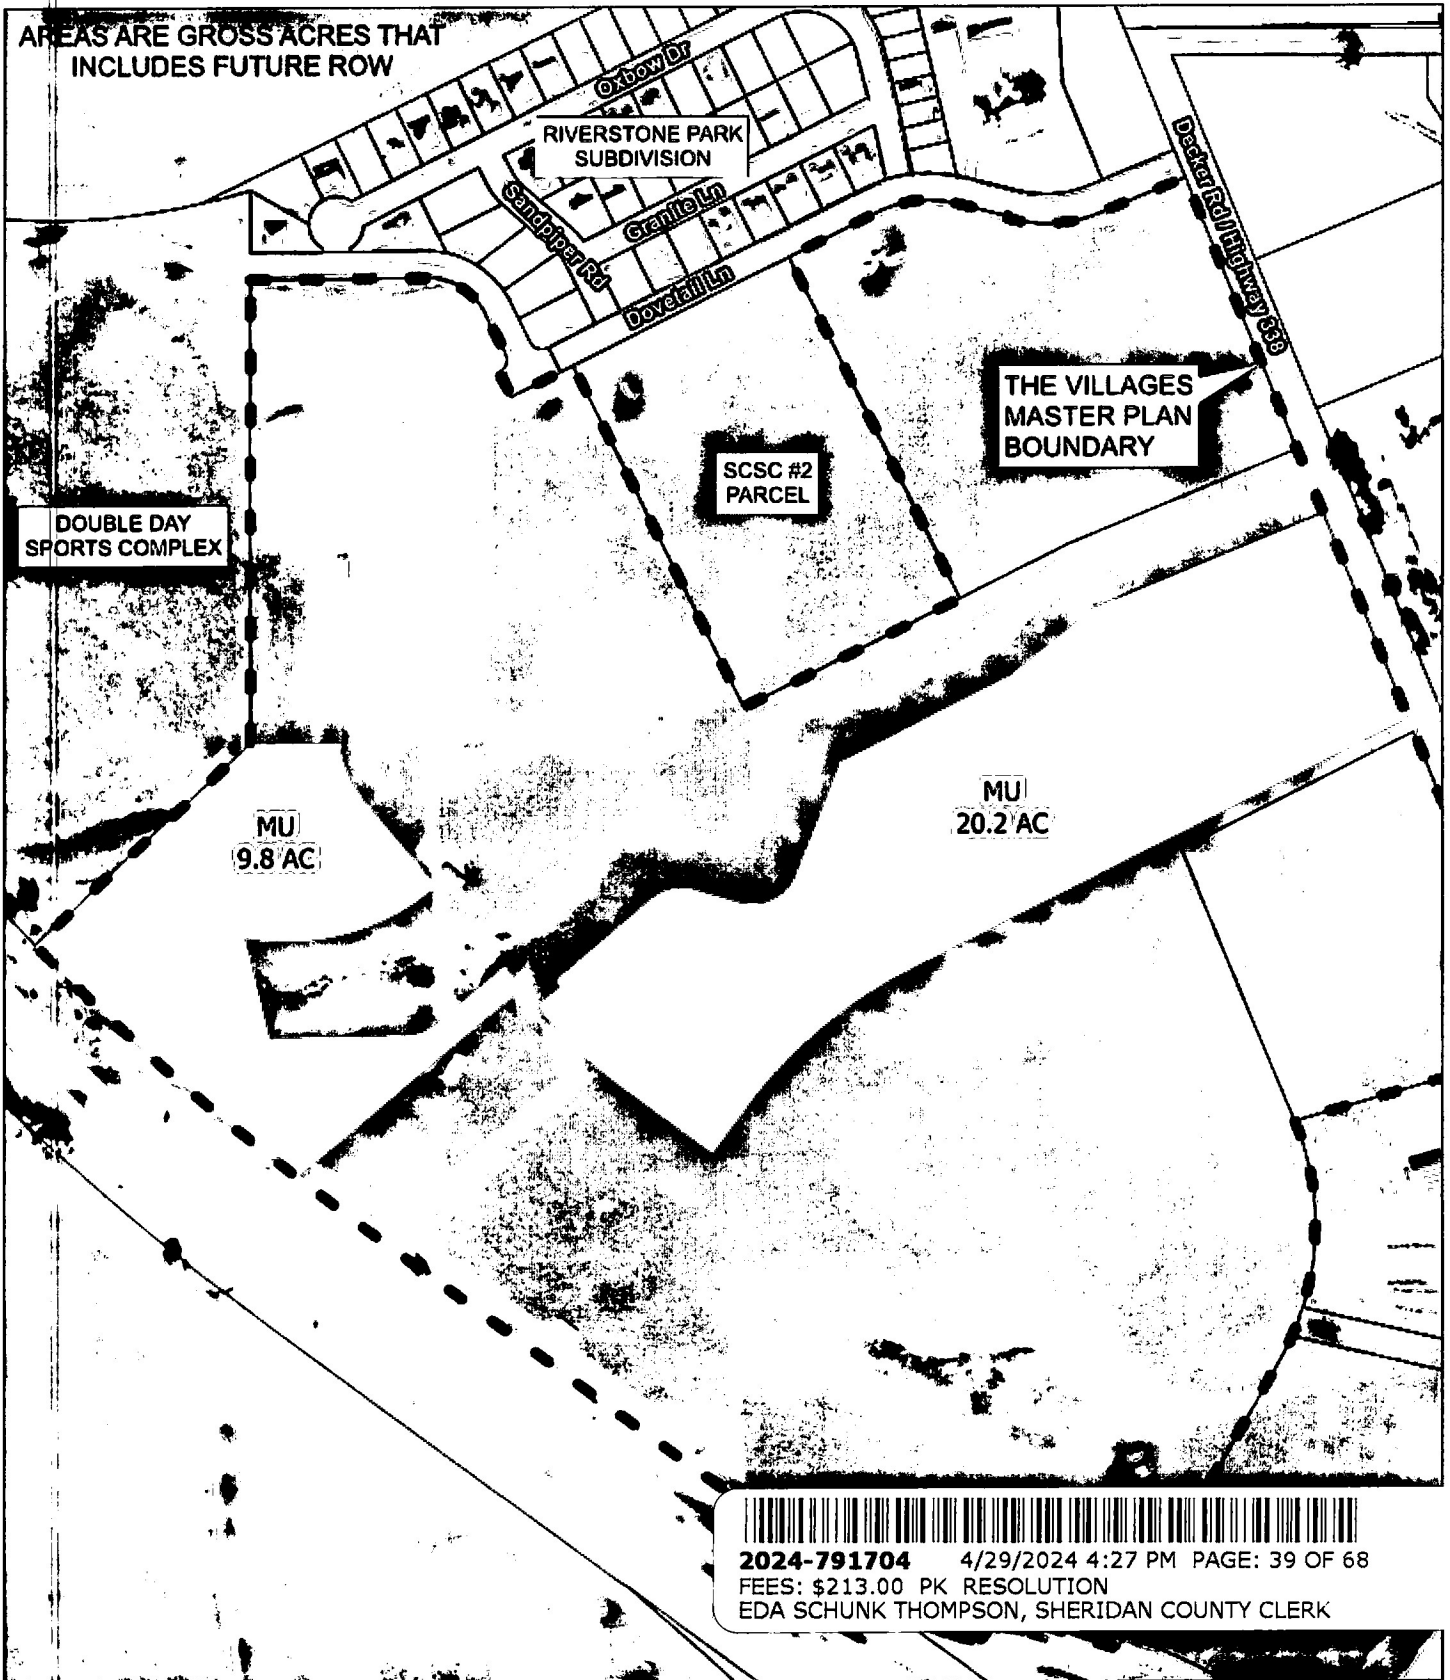 AREAS ARE GROSS ACRES THAT
INCLUDES FUTURE ROW
Oxbow Dr
RIVERSTONE PARK
SUBDIVISION
Sandpiper Rd
Granite Ln
Dovetail Ln
Decker Rd / Highway 338
THE VILLAGES
MASTER PLAN
BOUNDARY
SCSC #2
PARCEL
DOUBLE DAY
SPORTS COMPLEX
MU
9.8 AC
MU
20.2 AC
2024-791704 4/29/2024 4:27 PM PAGE: 39 OF 68
FEES: $213.00 PK RESOLUTION
EDA SCHUNK THOMPSON, SHERIDAN COUNTY CLERK